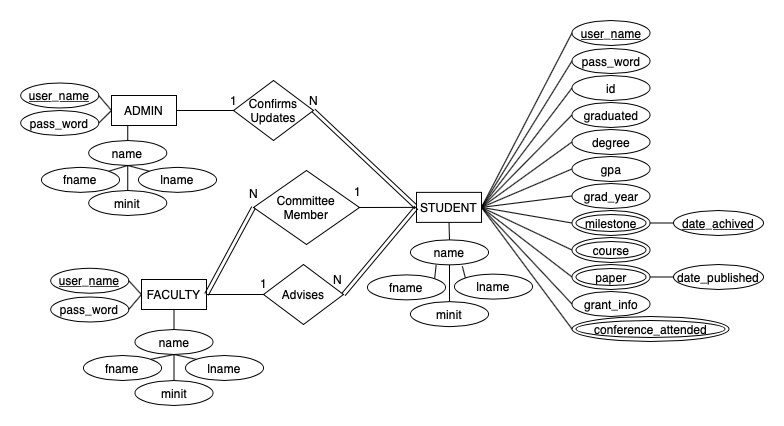 user_name
pass_word
id
graduated
degree
gpa
grad_year
milestone
date_achived
course
paper
date_published
grant_info
conference_attended
user_name
pass_word
ADMIN
1
Confirms
Updates
N
name
fname
lname
minit
N
Committee
Member
1
STUDENT
name
fname
lname
minit
user_name
pass_word
FACULTY
1
Advises
N
name
fname
lname
minit